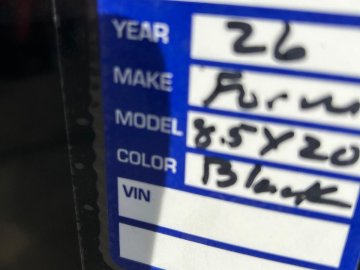 YEAR 26
MAKE
MODEL 8.5X20
COLOR Black
VIN